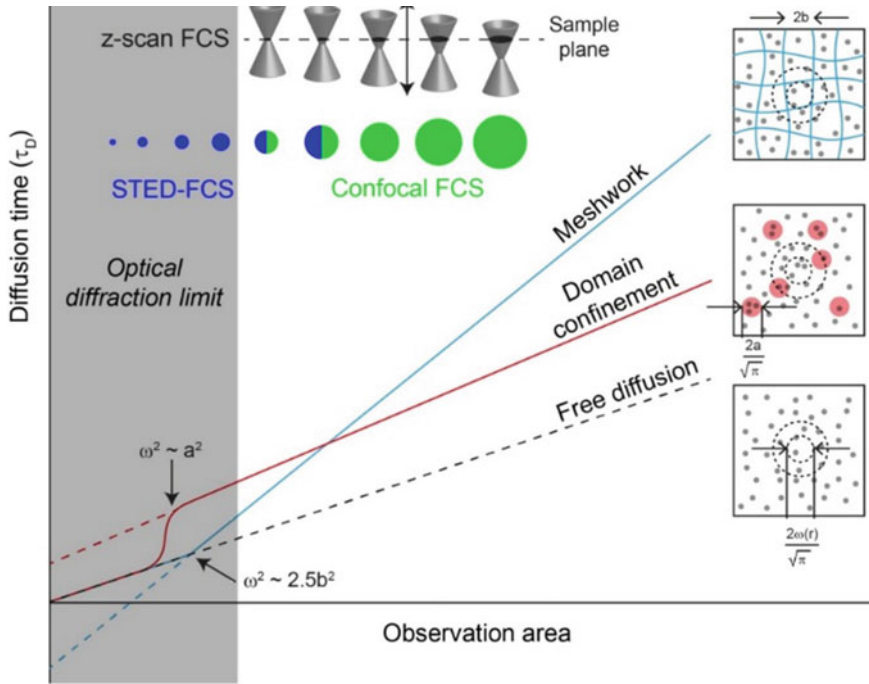 z-scan FCS
Sample
plane
2b
STED-FCS
Confocal FCS
Diffusion time (τD)
Optical
diffraction limit
Meshwork
Domain
confinement
Free diffusion
2a
√π
ω² ~ a²
ω² ~ 2.5b²
2ω(r)
√π
Observation area